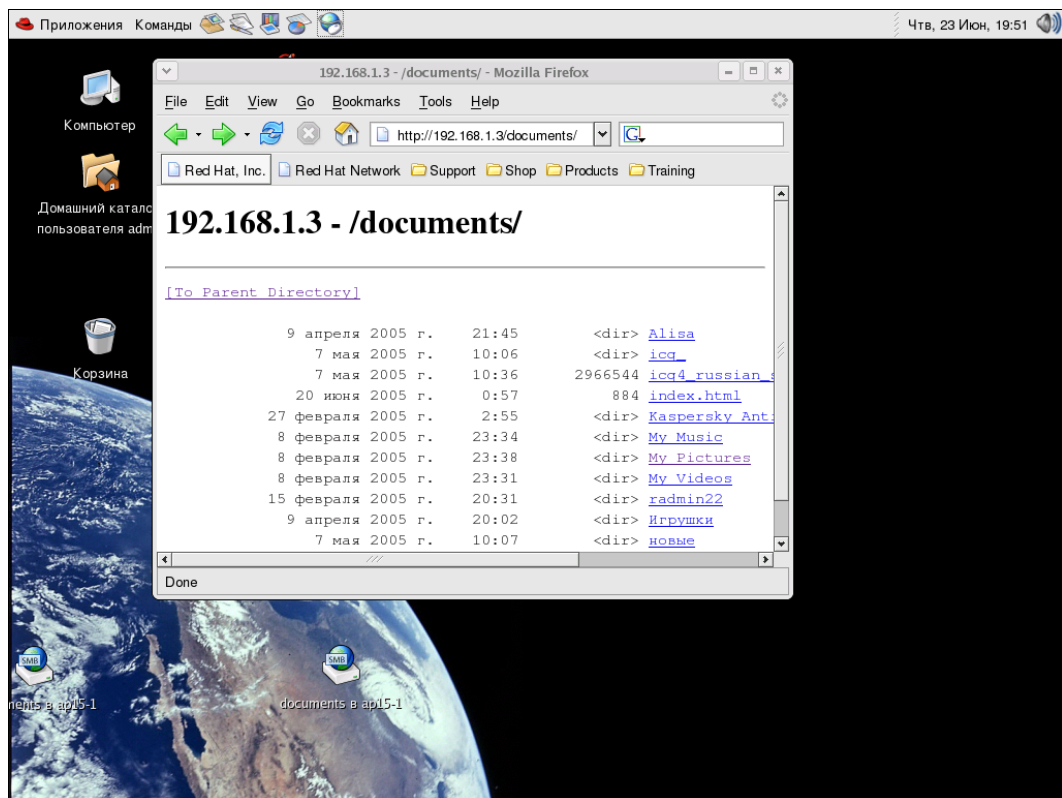 Приложения Команды Чтв, 23 Июн, 19:51
192.168.1.3 - /documents/ - Mozilla Firefox
File Edit View Go Bookmarks Tools Help
http://192.168.1.3/documents/ G
Red Hat, Inc. Red Hat Network Support Shop Products Training
192.168.1.3 - /documents/
[To Parent Directory]
9 апреля 2005 г. 21:45 <dir> Alisa
7 мая 2005 г. 10:06 <dir> icq_
7 мая 2005 г. 10:36 2966544 icq4_russian_s
20 июня 2005 г. 0:57 884 index.html
27 февраля 2005 г. 2:55 <dir> Kaspersky Anti
8 февраля 2005 г. 23:34 <dir> My Music
8 февраля 2005 г. 23:38 <dir> My Pictures
8 февраля 2005 г. 23:31 <dir> My Videos
15 февраля 2005 г. 20:31 <dir> radmin22
9 апреля 2005 г. 20:02 <dir> Игрушки
7 мая 2005 г. 10:07 <dir> новые
Done
Компьютер
Домашний катало
пользователя adm
Корзина
SMB
ments в ap15-1
SMB
documents в ap15-1